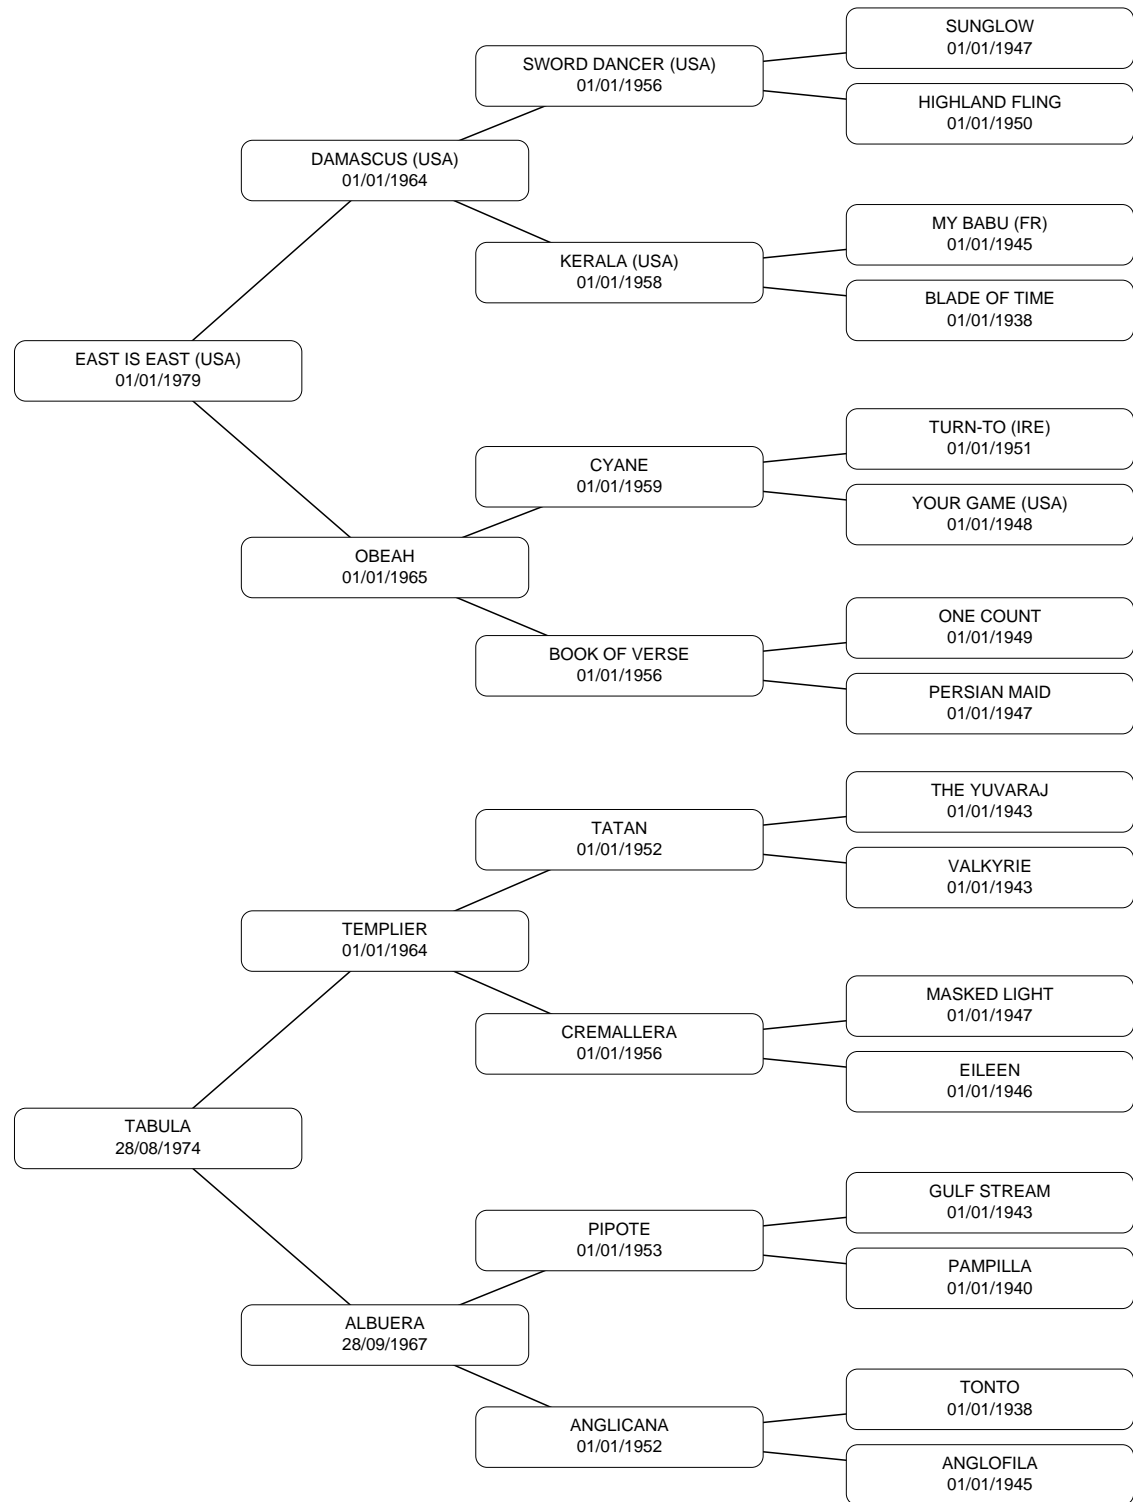 SUNGLOW
01/01/1947
SWORD DANCER (USA)
01/01/1956
HIGHLAND FLING
01/01/1950
DAMASCUS (USA)
01/01/1964
MY BABU (FR)
01/01/1945
KERALA (USA)
01/01/1958
BLADE OF TIME
01/01/1938
EAST IS EAST (USA)
01/01/1979
TURN-TO (IRE)
01/01/1951
CYANE
01/01/1959
YOUR GAME (USA)
01/01/1948
OBEAH
01/01/1965
ONE COUNT
01/01/1949
BOOK OF VERSE
01/01/1956
PERSIAN MAID
01/01/1947
THE YUVARAJ
01/01/1943
TATAN
01/01/1952
VALKYRIE
01/01/1943
TEMPLIER
01/01/1964
MASKED LIGHT
01/01/1947
CREMALLERA
01/01/1956
EILEEN
01/01/1946
TABULA
28/08/1974
GULF STREAM
01/01/1943
PIPOTE
01/01/1953
PAMPILLA
01/01/1940
ALBUERA
28/09/1967
TONTO
01/01/1938
ANGLICANA
01/01/1952
ANGLOFILA
01/01/1945